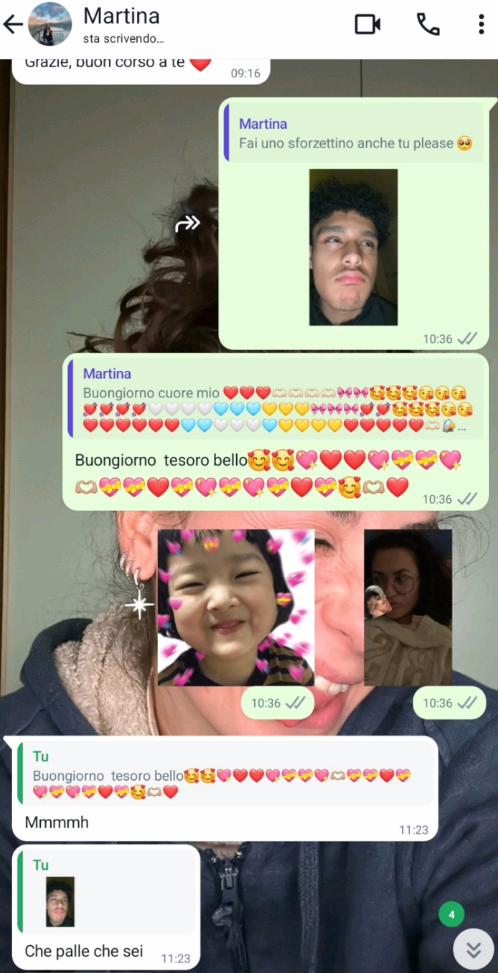 Martina
sta scrivendo...
Grazie, buon corso a te ❤️
09:16
Martina
Fai uno sforzettino anche tu please 🥺
10:36
Martina
Buongiorno cuore mio ❤️❤️❤️🫶🏻🫶🏻🫶🏻🫶🏻🎀🎀🥰🥰🥰😘😘😘
💘💘💘💘🤍🤍🤍🤍🩵🩵🩵💛💛💛🎀🎀🎀💘💘🥰🥰🥰😘😘
❤️❤️❤️❤️❤️❤️🩵🩵🤍🤍🤍🩵💛💛💛💛❤️❤️❤️❤️❤️🫶🏻...
Buongiorno tesoro bello🥰🥰💖❤️❤️💖💝💝💖
🫶🏼💝💝❤️💝💖💝💖💝❤️💝🥰🫶🏼❤️
10:36
10:36
10:36
Tu
Buongiorno tesoro bello🥰🥰💖❤️❤️💖💝💝💖🫶🏼💝💝❤️💝
💖💝💖💝❤️💝🥰🫶🏼❤️
Mmmmh
11:23
Tu
Che palle che sei
11:23
4